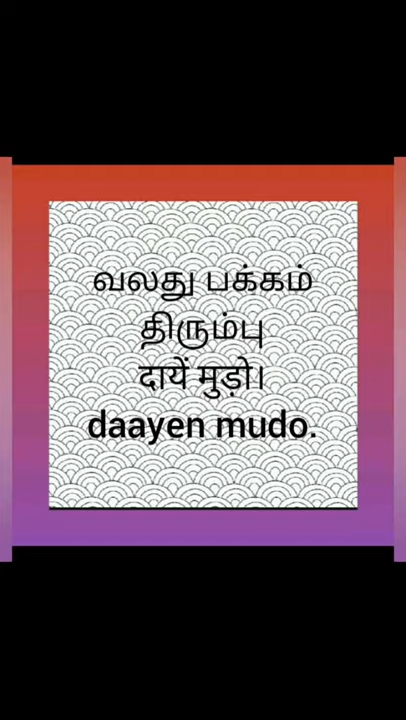 வலது பக்கம்
திரும்பு
दायें मुड़ो।
daayen mudo.